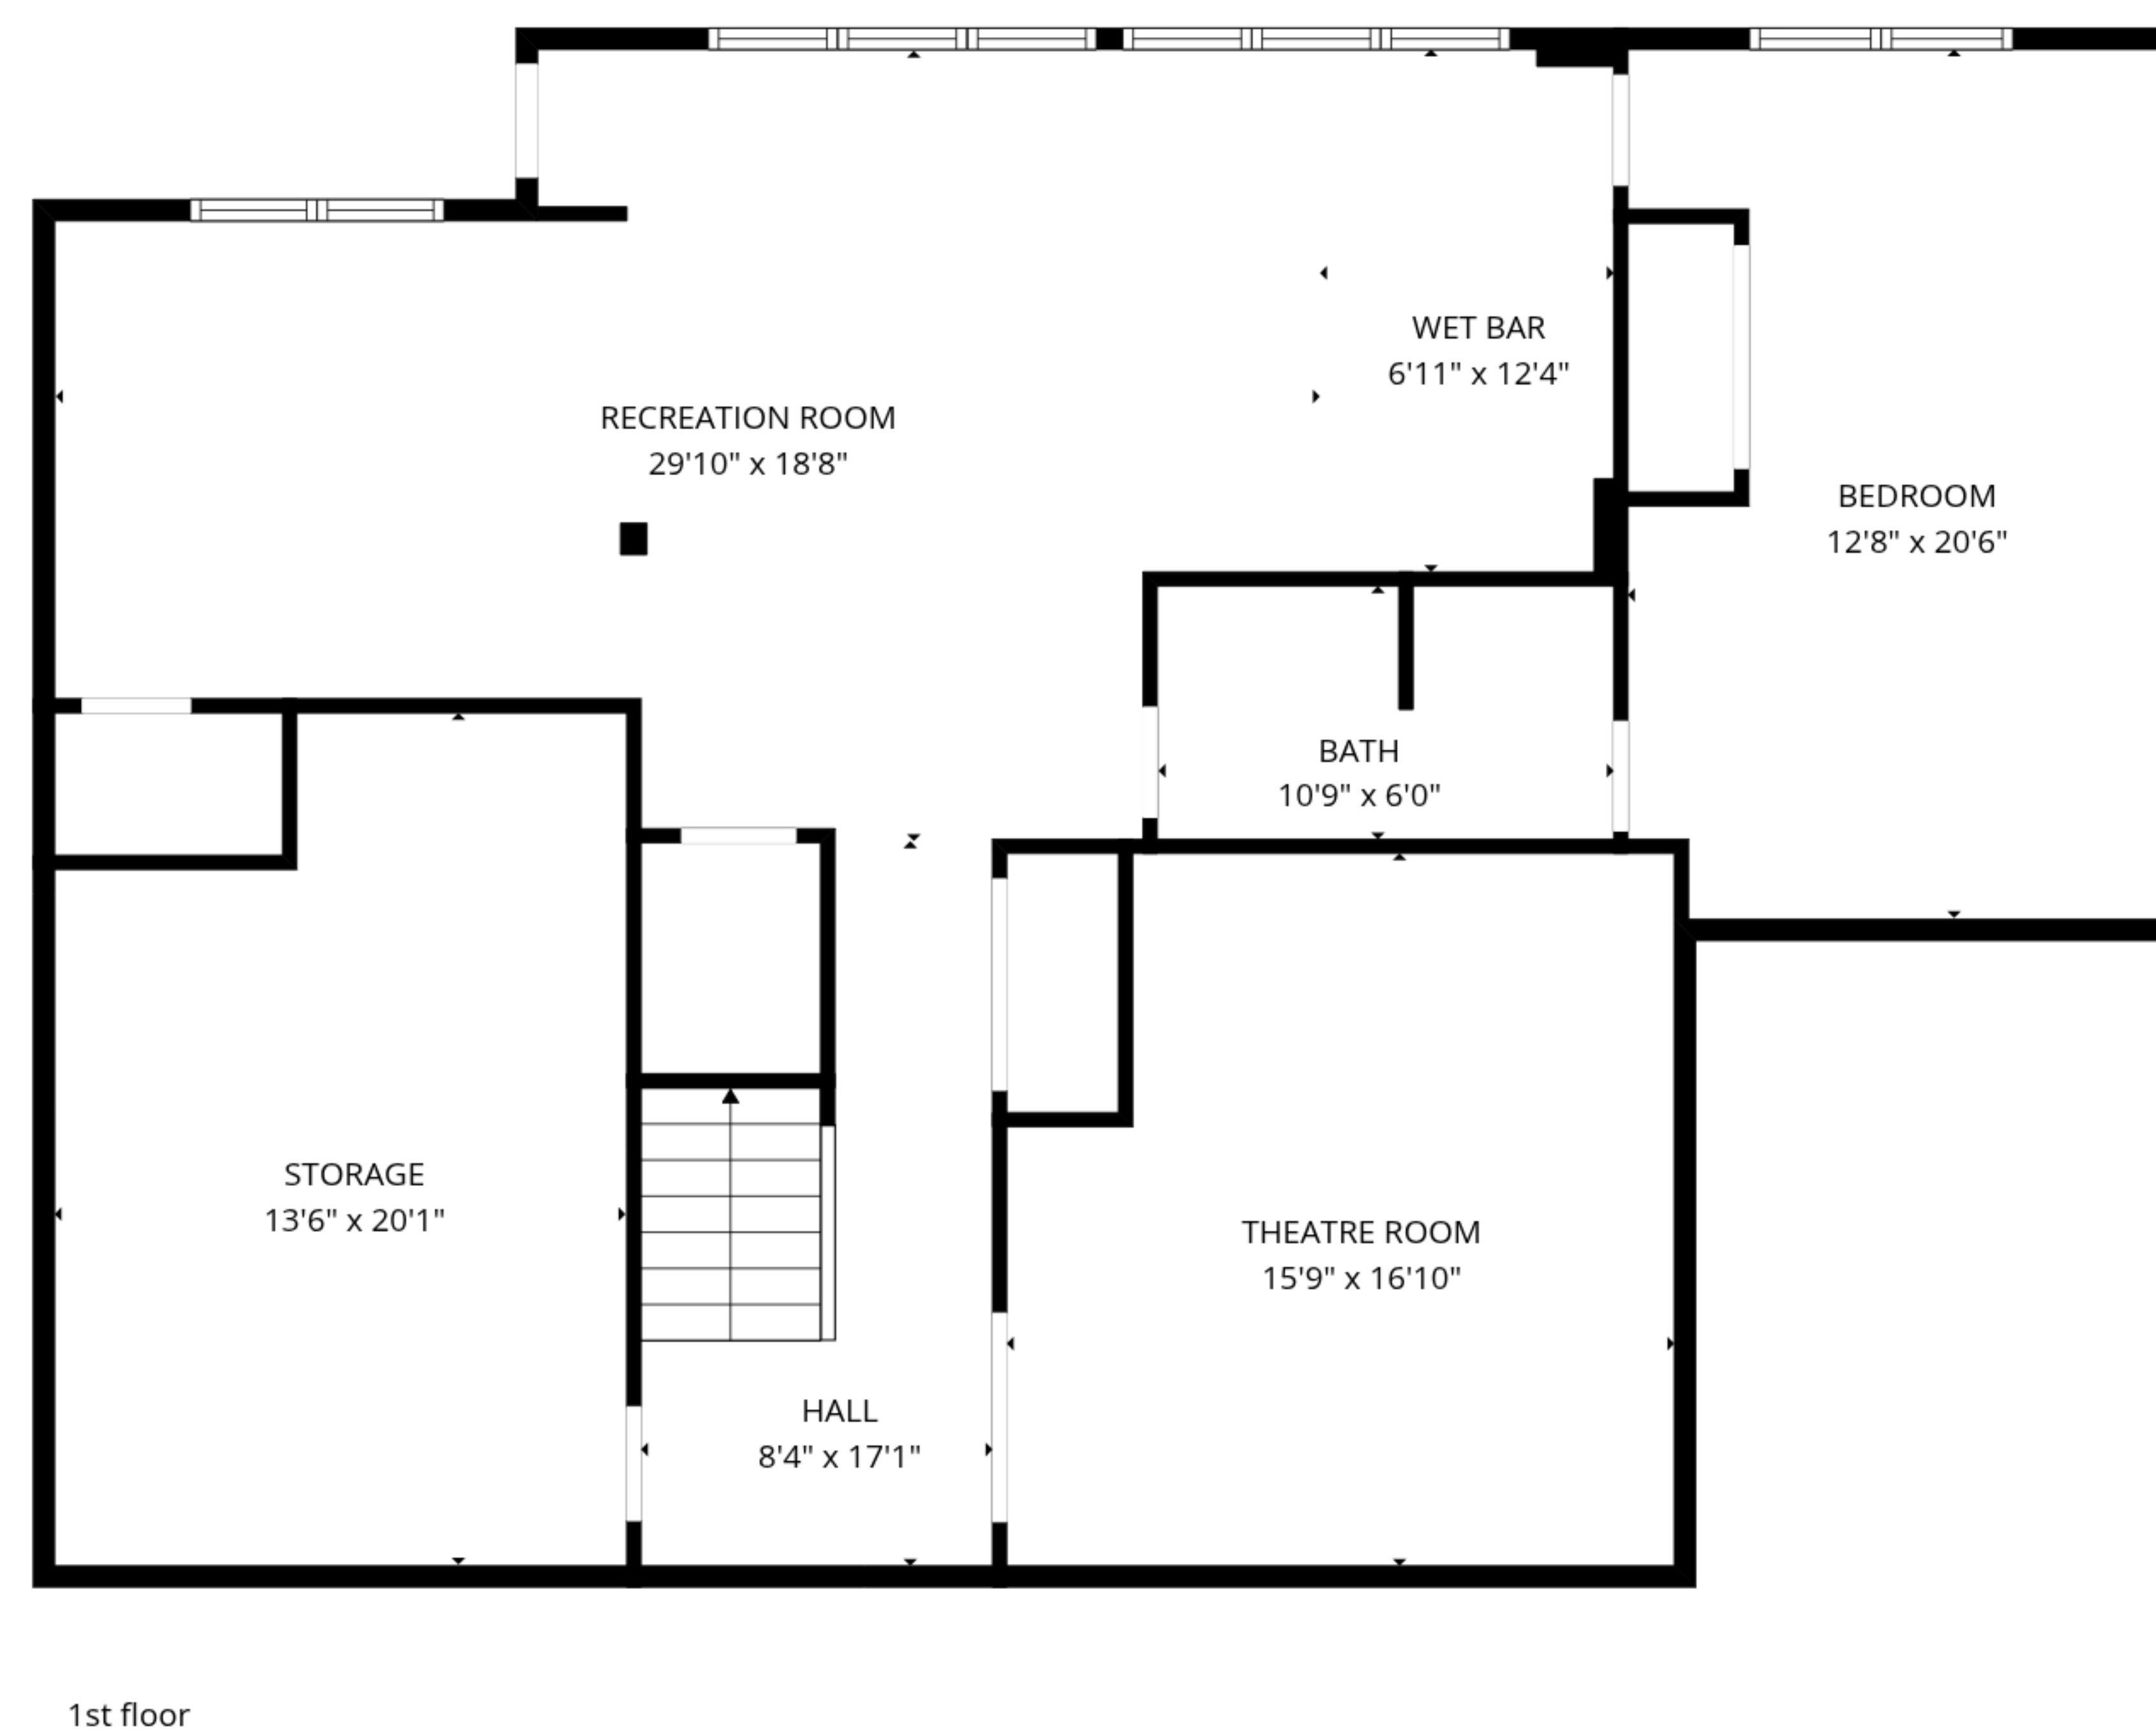 WET BAR
6'11" x 12'4"
RECREATION ROOM
29'10" x 18'8"
BEDROOM
12'8" x 20'6"
BATH
10'9" x 6'0"
STORAGE
13'6" x 20'1"
THEATRE ROOM
15'9" x 16'10"
HALL
8'4" x 17'1"
1st floor